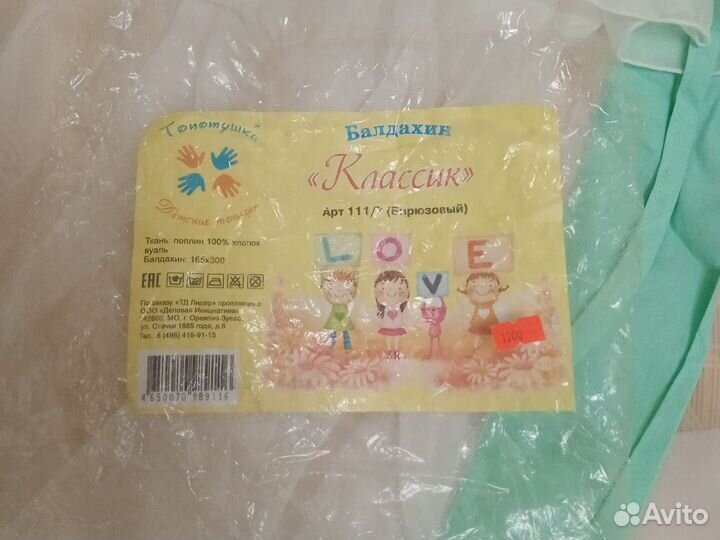 Топотушки
Детские товары
Балдахин
«Классик»
Арт 111/ (Бирюзовый)
Ткань: поплин 100% хлопок
вуаль
Балдахин: 165х300
EAC
По заказу «ТД Лидер» произведено
ООО «Деловая Инициатива»
142600, МО, г. Орехово-Зуево,
ул. Стачки 1885 года, д.6
Тел.: 8 (496) 416-91-15
4 650070 989116
L O V E
1200
Avito